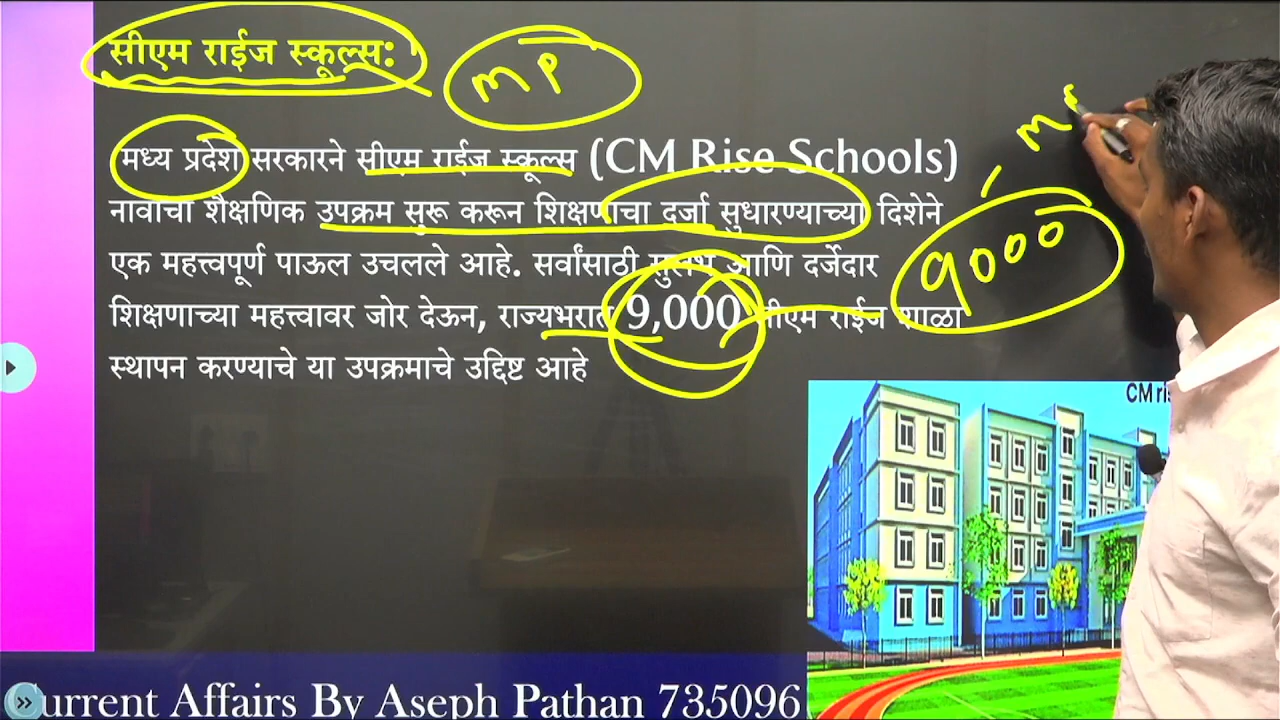 सीएम राईज स्कूल्स:
MP
मध्य प्रदेश सरकारने सीएम राईज स्कूल्स (CM Rise Schools)
नावाचा शैक्षणिक उपक्रम सुरू करून शिक्षणाचा दर्जा सुधारण्याच्या दिशेने
एक महत्त्वपूर्ण पाऊल उचलले आहे. सर्वांसाठी सुलभ आणि दर्जेदार
शिक्षणाच्या महत्त्वावर जोर देऊन, राज्यभरात 9,000 सीएम राईज शाळा
स्थापन करण्याचे या उपक्रमाचे उद्दिष्ट आहे
9000
M
CM ris
Current Affairs By Aseph Pathan 735096